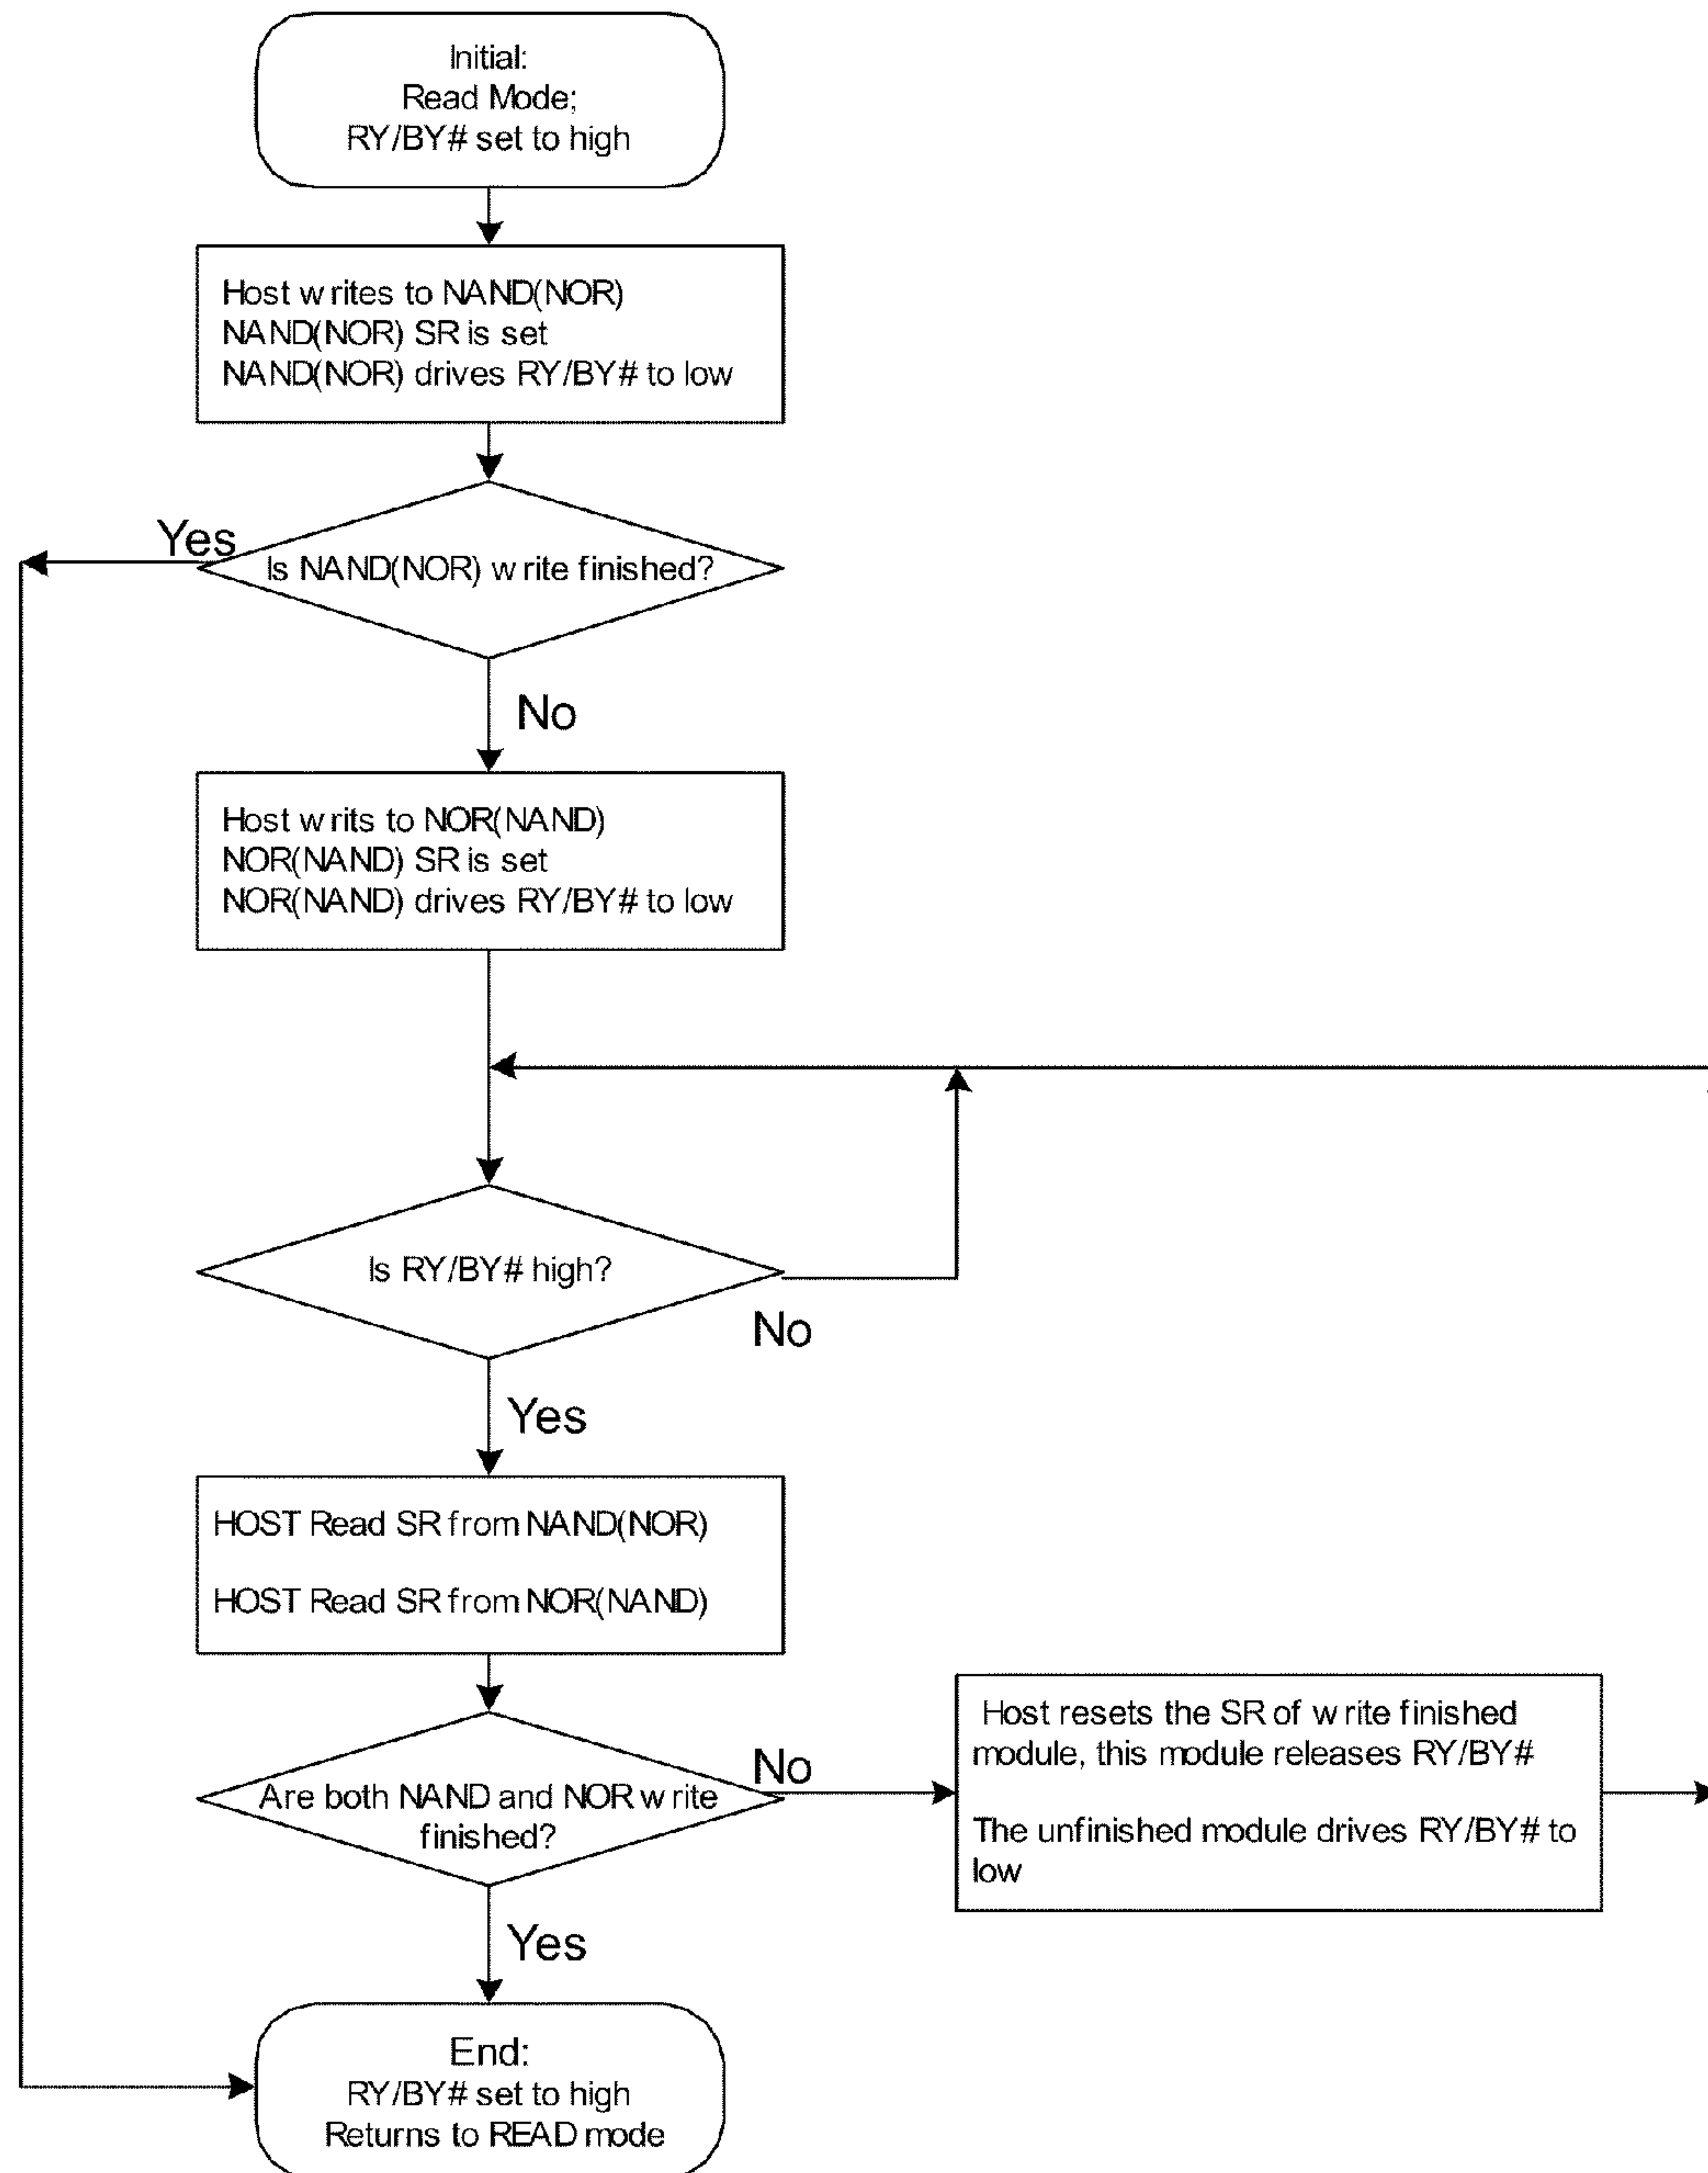 Initial:
Read Mode;
RY/BY# set to high
Host writes to NAND(NOR)
NAND(NOR) SR is set
NAND(NOR) drives RY/BY# to low
Yes
Is NAND(NOR) write finished?
No
Host writs to NOR(NAND)
NOR(NAND) SR is set
NOR(NAND) drives RY/BY# to low
Is RY/BY# high?
No
Yes
HOST Read SR from NAND(NOR)
HOST Read SR from NOR(NAND)
Are both NAND and NOR write
finished?
No
Host resets the SR of write finished
module, this module releases RY/BY#
The unfinished module drives RY/BY# to
low
Yes
End:
RY/BY# set to high
Returns to READ mode